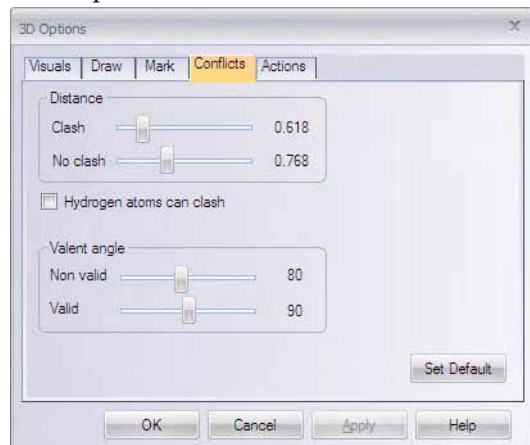 3D Options
Visuals Draw Mark Conflicts Actions
Distance
Clash 0.618
No clash 0.768
Hydrogen atoms can clash
Valent angle
Non valid 80
Valid 90
Set Default
OK Cancel Apply Help